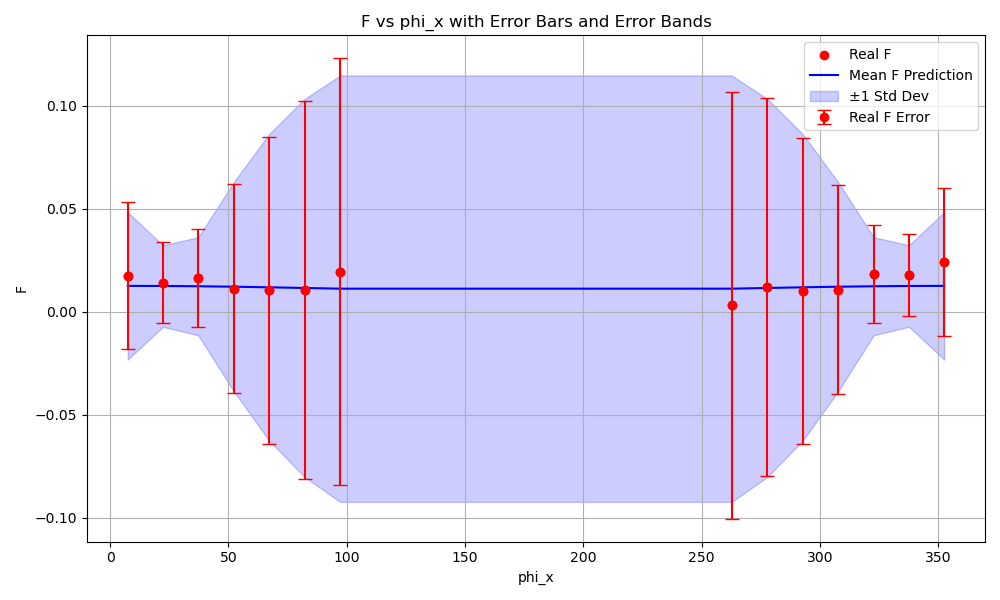 F vs phi_x with Error Bars and Error Bands
Real F
Mean F Prediction
±1 Std Dev
Real F Error
0.10
0.05
0.00
−0.05
−0.10
F
0 50 100 150 200 250 300 350
phi_x